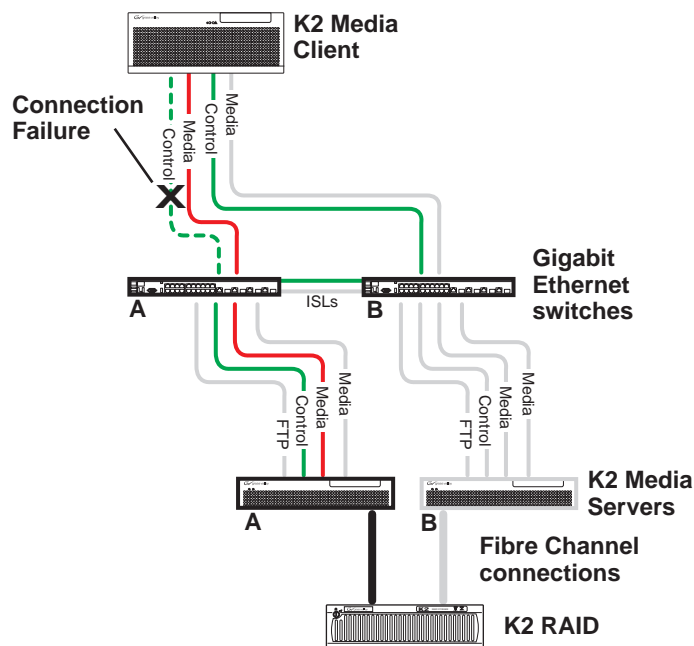 K2 Media
Client
Connection
Failure
Control
Media
Control
Media
Gigabit
Ethernet
switches
A
ISLs
B
FTP
Control
Media
Media
FTP
Control
Media
Media
K2 Media
Servers
A
B
Fibre Channel
connections
K2
K2 RAID